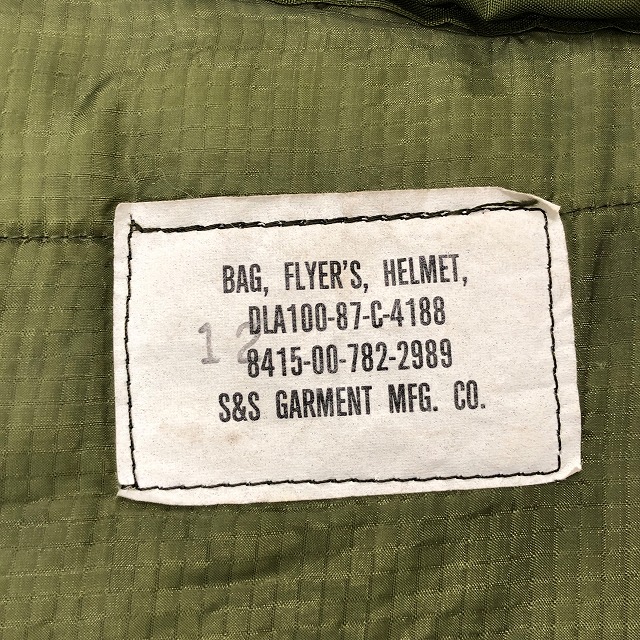 BAG, FLYER'S, HELMET,
DLA100-87-C-4188
12
8415-00-782-2989
S&S GARMENT MFG. CO.